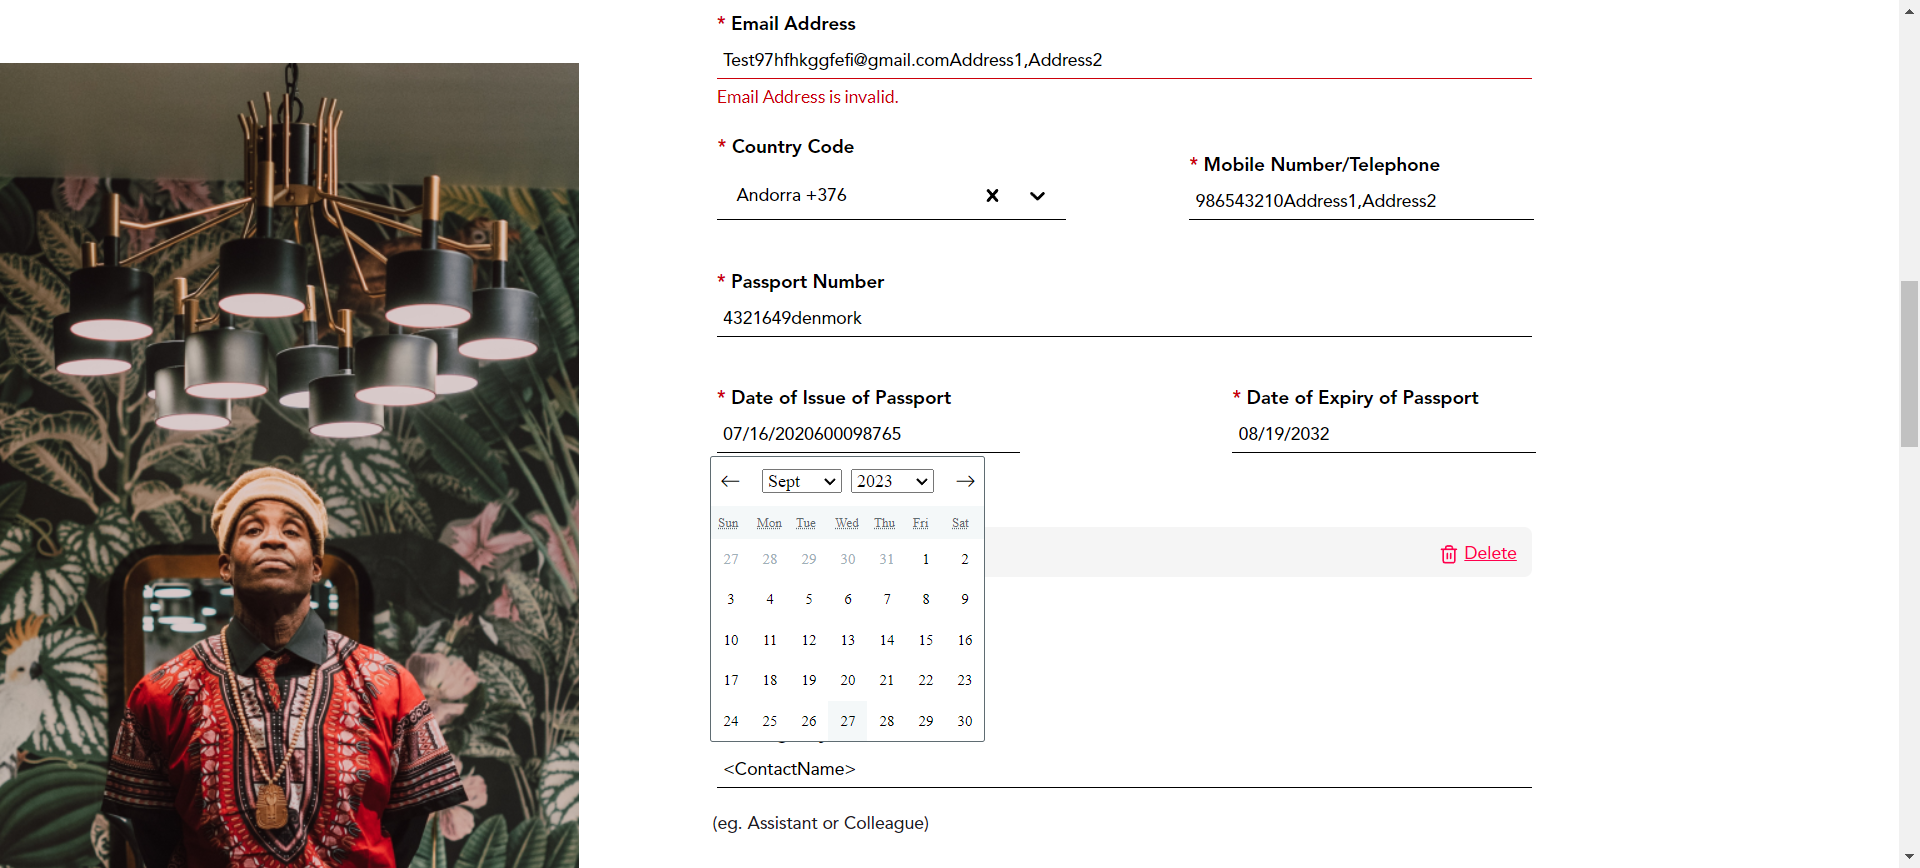 * Email Address
Test97hfhkggfefi@gmail.comAddress1,Address2
Email Address is invalid.
* Country Code
Andorra +376
* Mobile Number/Telephone
986543210Address1,Address2
* Passport Number
4321649denmork
* Date of Issue of Passport
07/16/2020600098765
* Date of Expiry of Passport
08/19/2032
Sept 2023
Sun Mon Tue Wed Thu Fri Sat
27 28 29 30 31 1 2
3 4 5 6 7 8 9
10 11 12 13 14 15 16
17 18 19 20 21 22 23
24 25 26 27 28 29 30
Delete
<ContactName>
(eg. Assistant or Colleague)